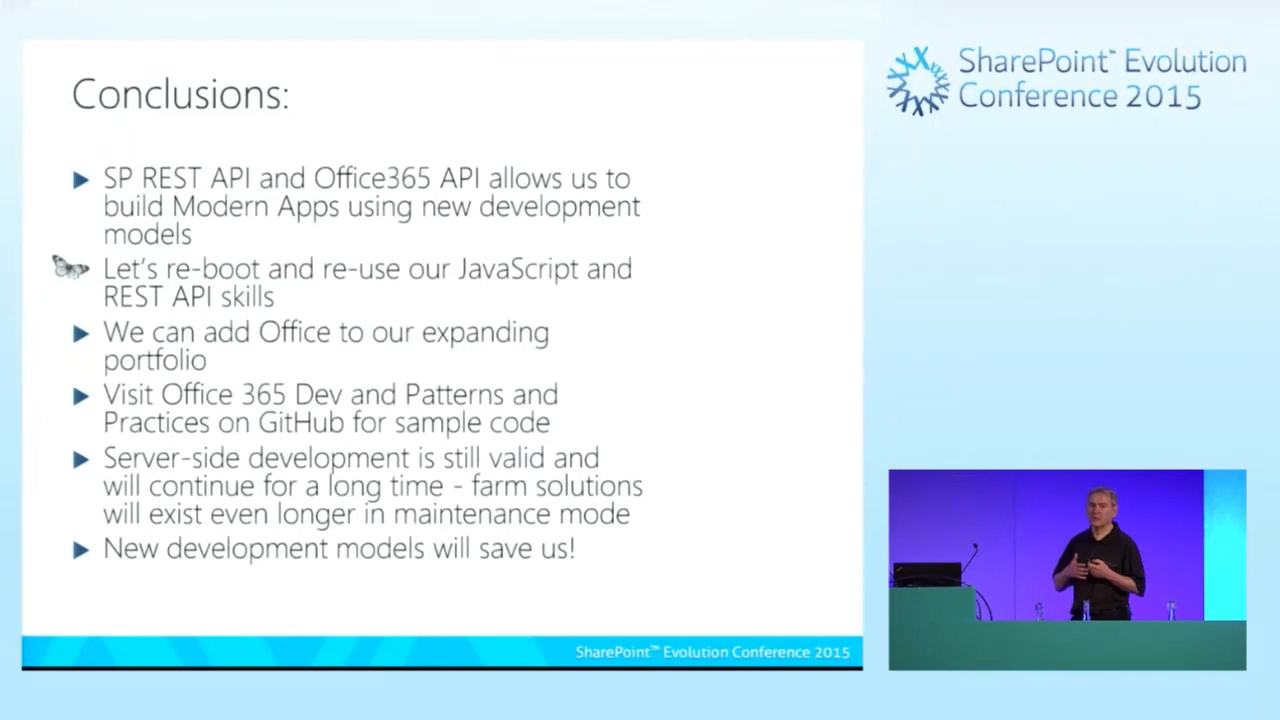 Conclusions:
SP REST API and Office365 API allows us to
build Modern Apps using new development
models
Let's re-boot and re-use our JavaScript and
REST API skills
We can add Office to our expanding
portfolio
Visit Office 365 Dev and Patterns and
Practices on GitHub for sample code
Server-side development is still valid and
will continue for a long time - farm solutions
will exist even longer in maintenance mode
New development models will save us!
SharePoint™ Evolution Conference 2015
SharePoint™ Evolution
Conference 2015